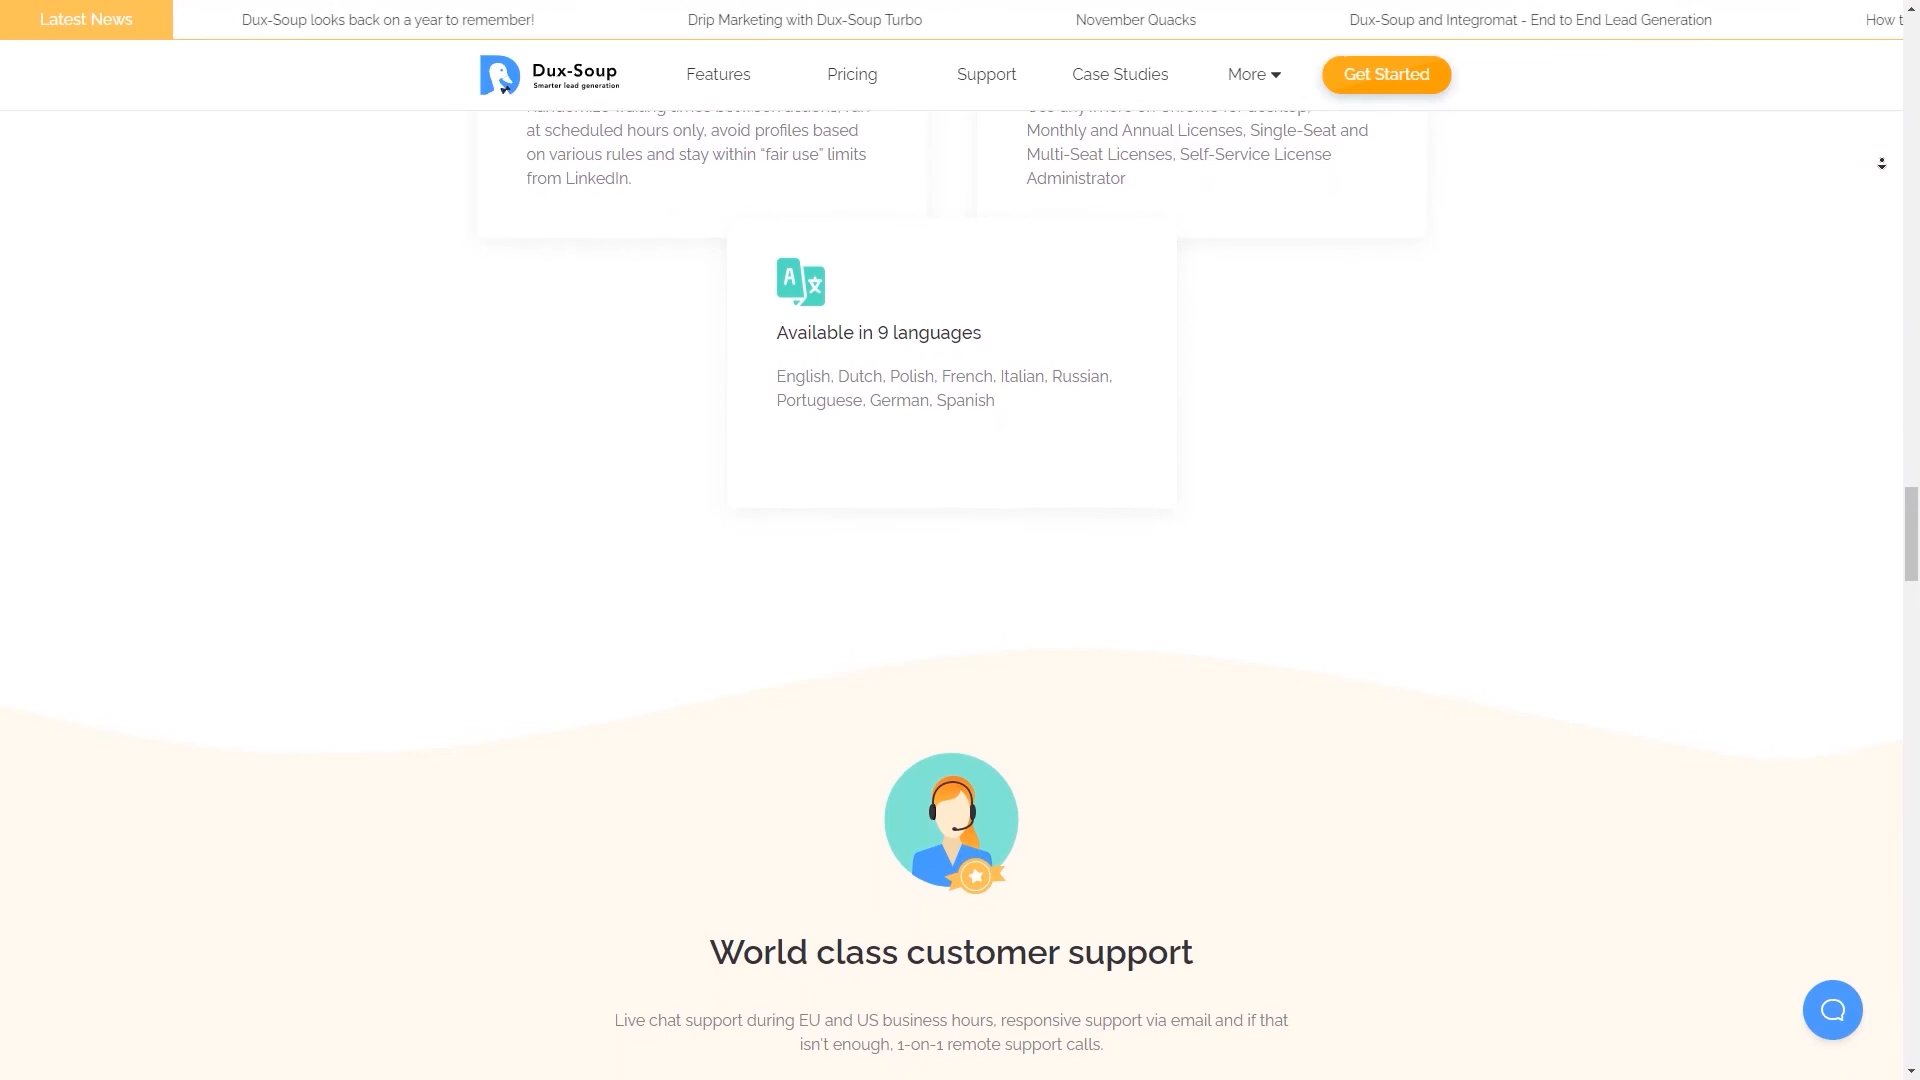 Latest News
Dux-Soup looks back on a year to remember!
Drip Marketing with Dux-Soup Turbo
November Quacks
Dux-Soup and Integromat - End to End Lead Generation
How t
Dux-Soup
Smarter lead generation
Features
Pricing
Support
Case Studies
More
Get Started
at scheduled hours only, avoid profiles based
on various rules and stay within “fair use” limits
from LinkedIn.
Monthly and Annual Licenses, Single-Seat and
Multi-Seat Licenses, Self-Service License
Administrator
Available in 9 languages
English, Dutch, Polish, French, Italian, Russian,
Portuguese, German, Spanish
World class customer support
Live chat support during EU and US business hours, responsive support via email and if that
isn't enough, 1-on-1 remote support calls.